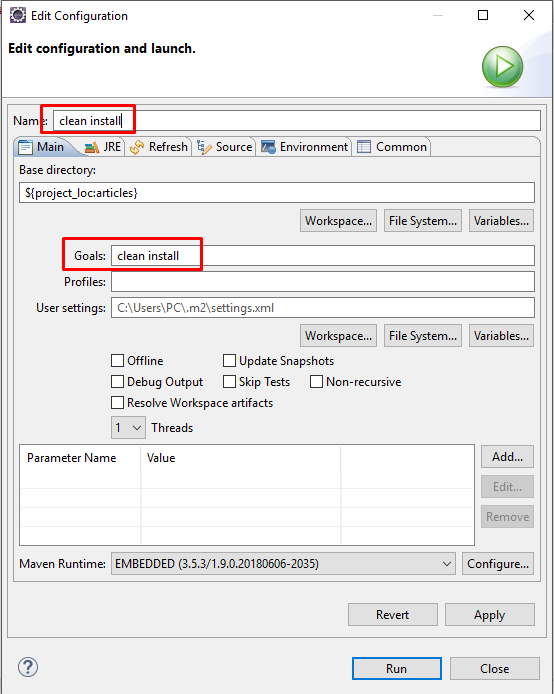 Edit Configuration
Edit configuration and launch.
Name: clean install
Main JRE Refresh Source Environment Common
Base directory:
${project_loc:articles}
Workspace... File System... Variables...
Goals: clean install
Profiles:
User settings: C:\Users\PC\.m2\settings.xml
Workspace... File System... Variables...
Offline Update Snapshots
Debug Output Skip Tests Non-recursive
Resolve Workspace artifacts
1 Threads
Parameter Name Value Add...
Edit...
Remove
Maven Runtime: EMBEDDED (3.5.3/1.9.0.20180606-2035) Configure...
Revert Apply
? Run Close